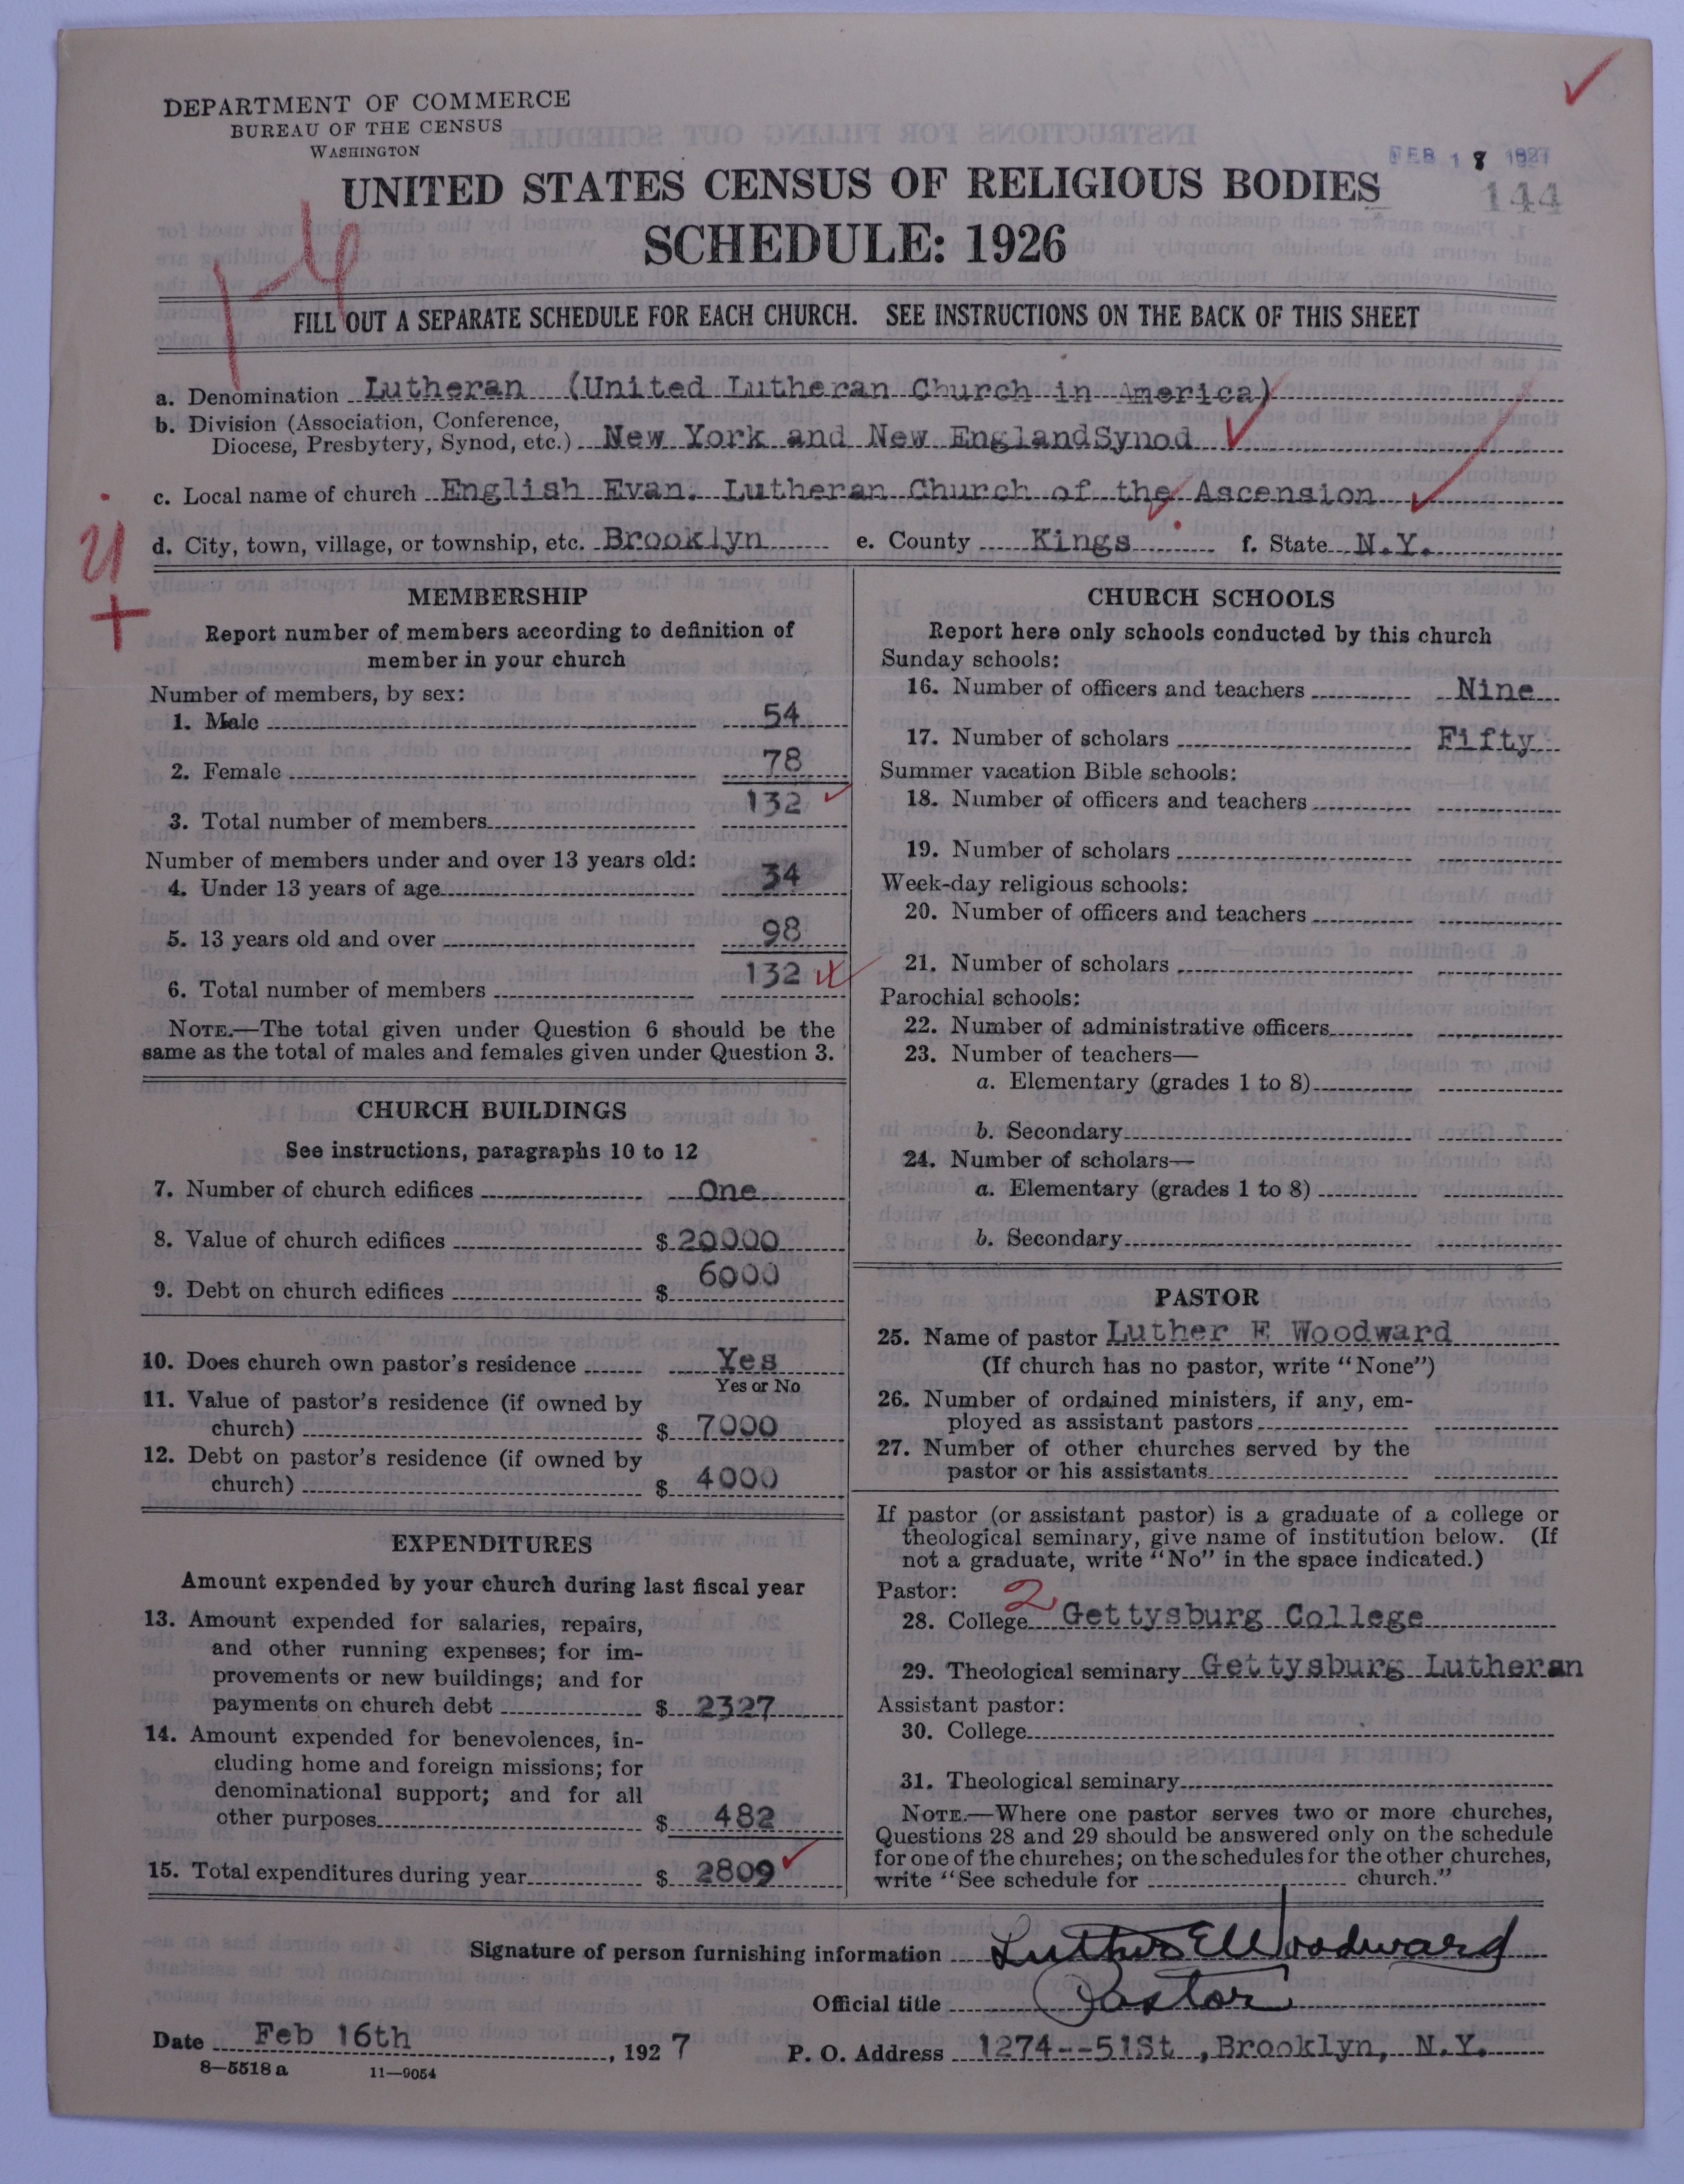 DEPARTMENT OF COMMERCE
BUREAU OF THE CENSUS
WASHINGTON
FEB 18 1927
144
UNITED STATES CENSUS OF RELIGIOUS BODIES
SCHEDULE: 1926
FILL OUT A SEPARATE SCHEDULE FOR EACH CHURCH. SEE INSTRUCTIONS ON THE BACK OF THIS SHEET
a. Denomination Lutheran (United Lutheran Church in America)
b. Division (Association, Conference,
Diocese, Presbytery, Synod, etc.) New York and New EnglandSynod
c. Local name of church English Evan. Lutheran Church of the Ascension
d. City, town, village, or township, etc. Brooklyn e. County Kings f. State N.Y.
MEMBERSHIP
Report number of members according to definition of
member in your church
Number of members, by sex:
1. Male 54
2. Female 78
3. Total number of members 132
Number of members under and over 13 years old:
4. Under 13 years of age 34
5. 13 years old and over 98
6. Total number of members 132
NOTE.—The total given under Question 6 should be the
same as the total of males and females given under Question 3.
CHURCH BUILDINGS
See instructions, paragraphs 10 to 12
7. Number of church edifices One
8. Value of church edifices $ 20000
9. Debt on church edifices $ 6000
10. Does church own pastor's residence Yes
Yes or No
11. Value of pastor's residence (if owned by
church) $ 7000
12. Debt on pastor's residence (if owned by
church) $ 4000
EXPENDITURES
Amount expended by your church during last fiscal year
13. Amount expended for salaries, repairs,
and other running expenses; for im-
provements or new buildings; and for
payments on church debt $ 2327
14. Amount expended for benevolences, in-
cluding home and foreign missions; for
denominational support; and for all
other purposes $ 482
15. Total expenditures during year $ 2809
CHURCH SCHOOLS
Report here only schools conducted by this church
Sunday schools:
16. Number of officers and teachers Nine
17. Number of scholars Fifty
Summer vacation Bible schools:
18. Number of officers and teachers
19. Number of scholars
Week-day religious schools:
20. Number of officers and teachers
21. Number of scholars
Parochial schools:
22. Number of administrative officers
23. Number of teachers—
a. Elementary (grades 1 to 8)
b. Secondary
24. Number of scholars—
a. Elementary (grades 1 to 8)
b. Secondary
PASTOR
25. Name of pastor Luther E Woodward
(If church has no pastor, write "None")
26. Number of ordained ministers, if any, em-
ployed as assistant pastors
27. Number of other churches served by the
pastor or his assistants
If pastor (or assistant pastor) is a graduate of a college or
theological seminary, give name of institution below. (If
not a graduate, write "No" in the space indicated.)
Pastor: 2
28. College Gettysburg College
29. Theological seminary Gettysburg Lutheran
Assistant pastor:
30. College
31. Theological seminary
NOTE.—Where one pastor serves two or more churches,
Questions 28 and 29 should be answered only on the schedule
for one of the churches; on the schedules for the other churches,
write "See schedule for church."
Signature of person furnishing information Luther E Woodward
Official title Pastor
Date Feb 16th, 1927 P. O. Address 1274--51St ,Brooklyn, N.Y.
8—5518 a 11—9054